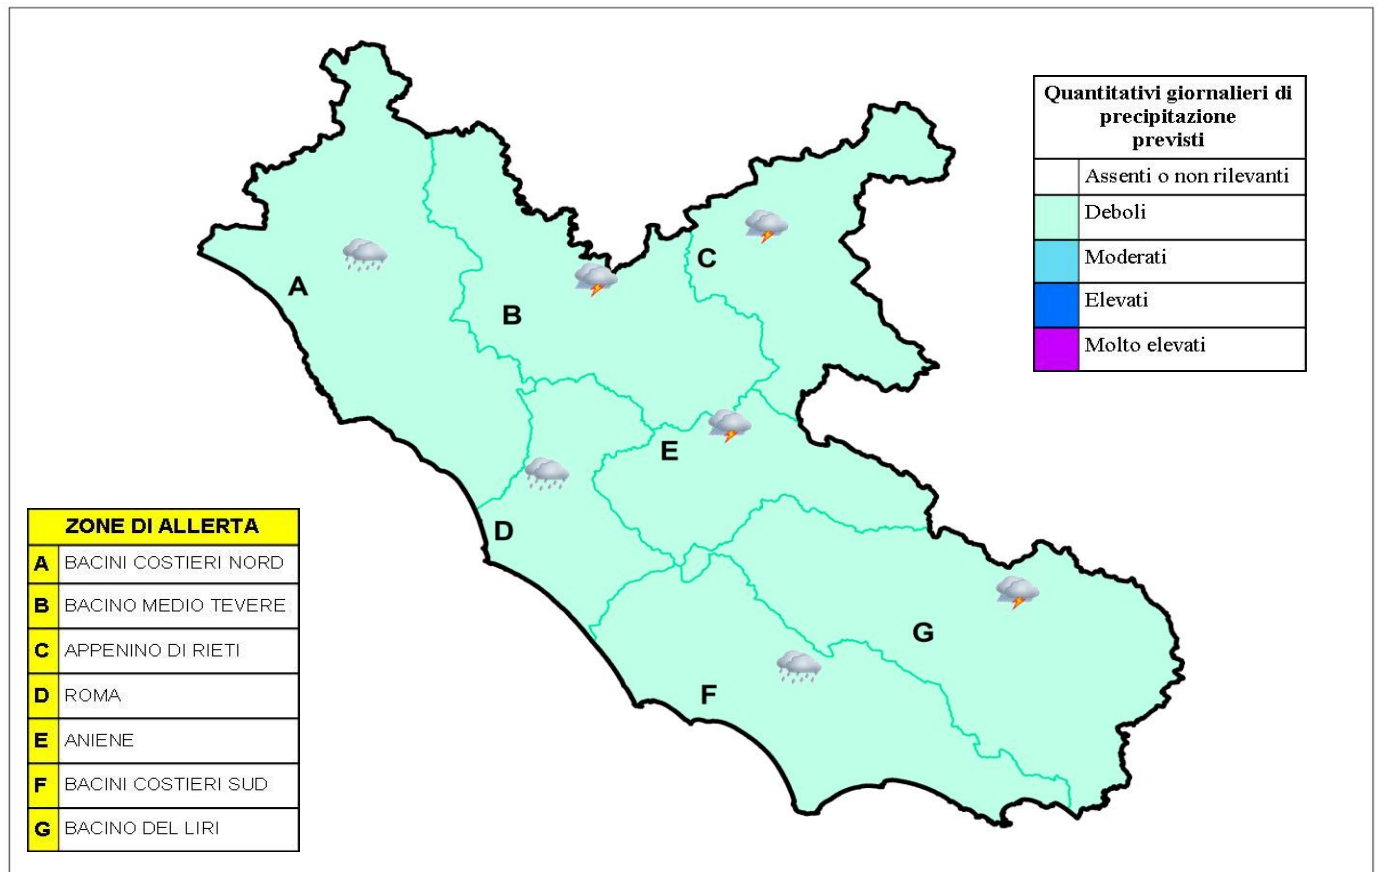 Quantitativi giornalieri di
precipitazione
previsti
Assenti o non rilevanti
Deboli
Moderati
Elevati
Molto elevati
A
B
C
D
E
F
G
ZONE DI ALLERTA
A BACINI COSTIERI NORD
B BACINO MEDIO TEVERE
C APPENINO DI RIETI
D ROMA
E ANIENE
F BACINI COSTIERI SUD
G BACINO DEL LIRI